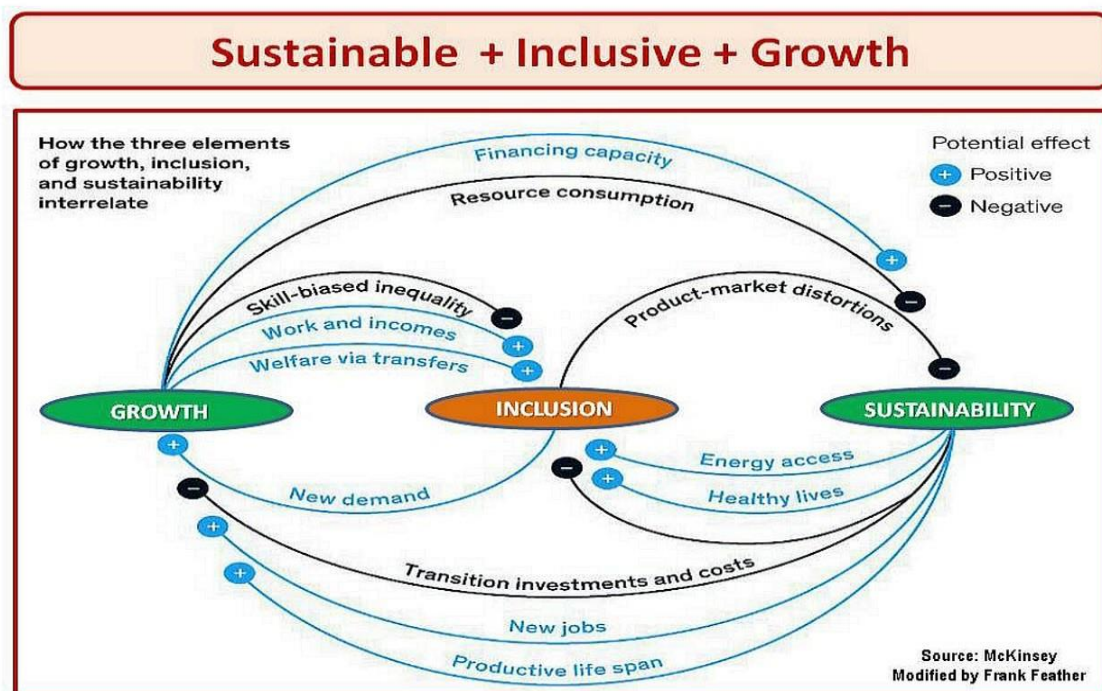 Sustainable + Inclusive + Growth
How the three elements
of growth, inclusion,
and sustainability
interrelate
Potential effect
+ Positive
− Negative
Financing capacity
Resource consumption
Skill-biased inequality
Work and incomes
Welfare via transfers
Product-market distortions
GROWTH
INCLUSION
SUSTAINABILITY
New demand
Energy access
Healthy lives
Transition investments and costs
New jobs
Productive life span
Source: McKinsey
Modified by Frank Feather